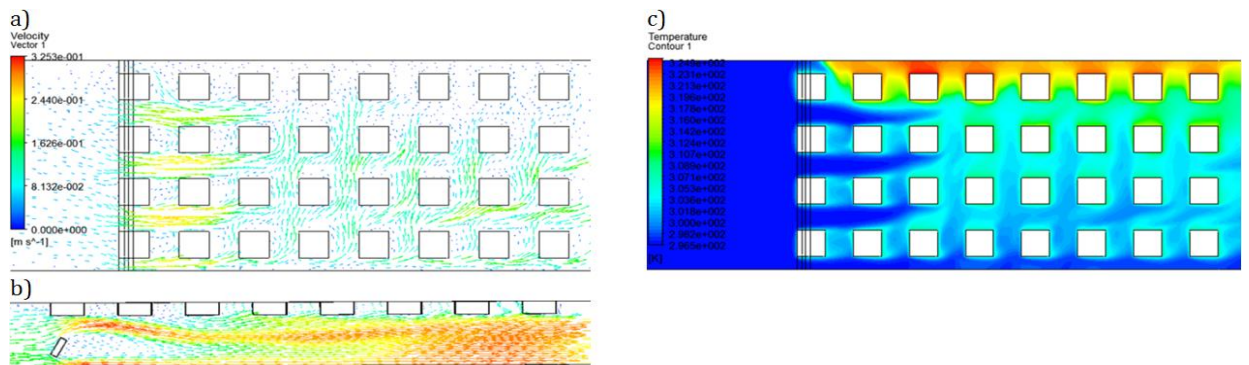 a)
Velocity
Vector 1
3.253e-001
2.440e-001
1.626e-001
8.132e-002
0.000e+000
[m s^-1]
b)
c)
Temperature
Contour 1
3.249e+002
3.231e+002
3.213e+002
3.196e+002
3.178e+002
3.160e+002
3.142e+002
3.124e+002
3.107e+002
3.089e+002
3.071e+002
3.053e+002
3.036e+002
3.018e+002
3.000e+002
2.982e+002
2.965e+002
[K]